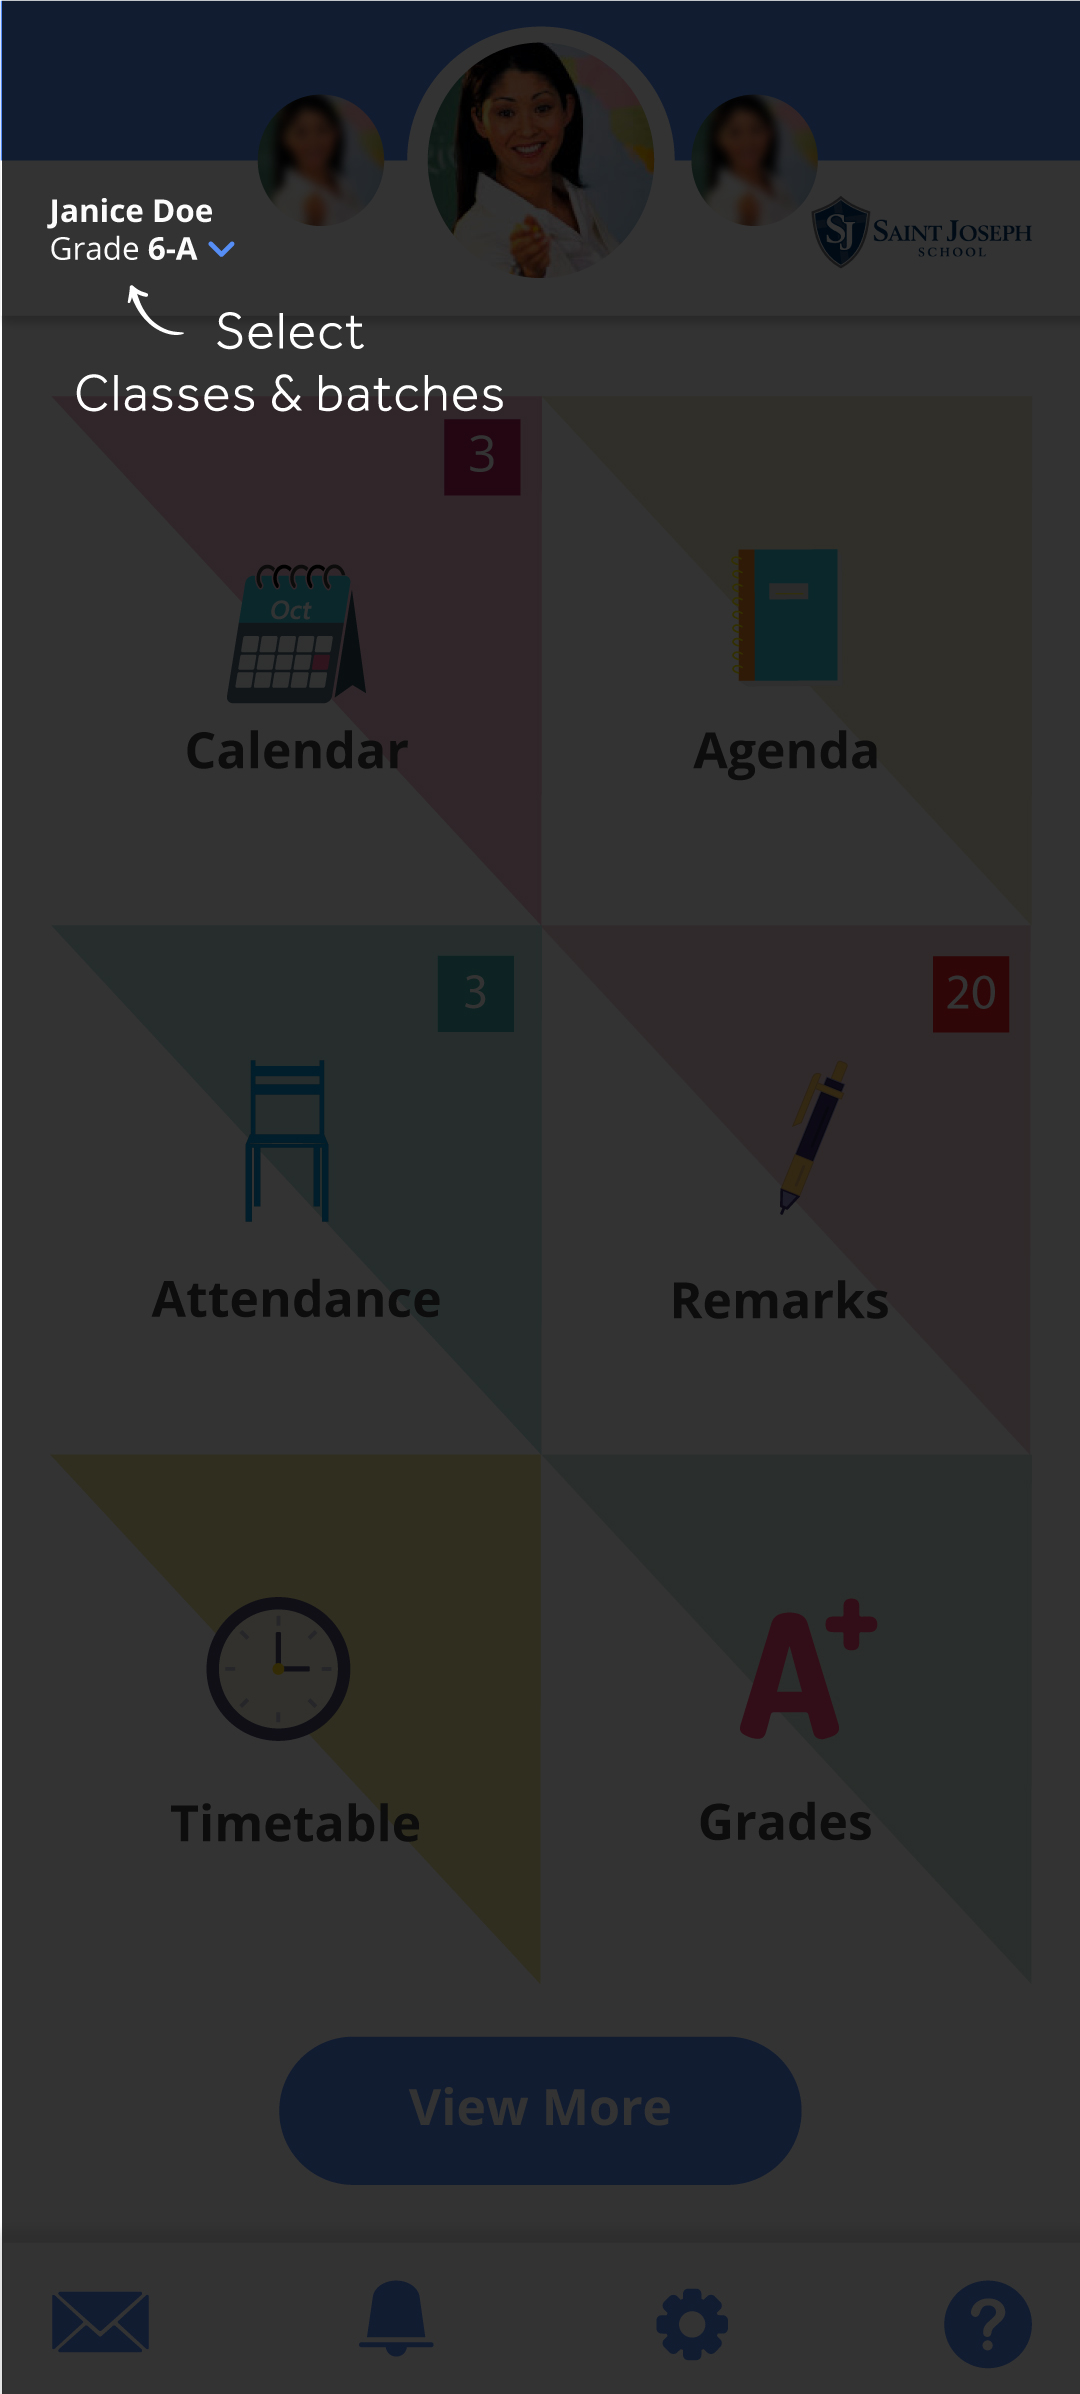 Janice Doe
Grade 6-A
SJ SAINT JOSEPH
SCHOOL
Select
Classes & batches
3
Oct
Calendar
Agenda
3
20
Attendance
Remarks
A+
Timetable
Grades
View More
?